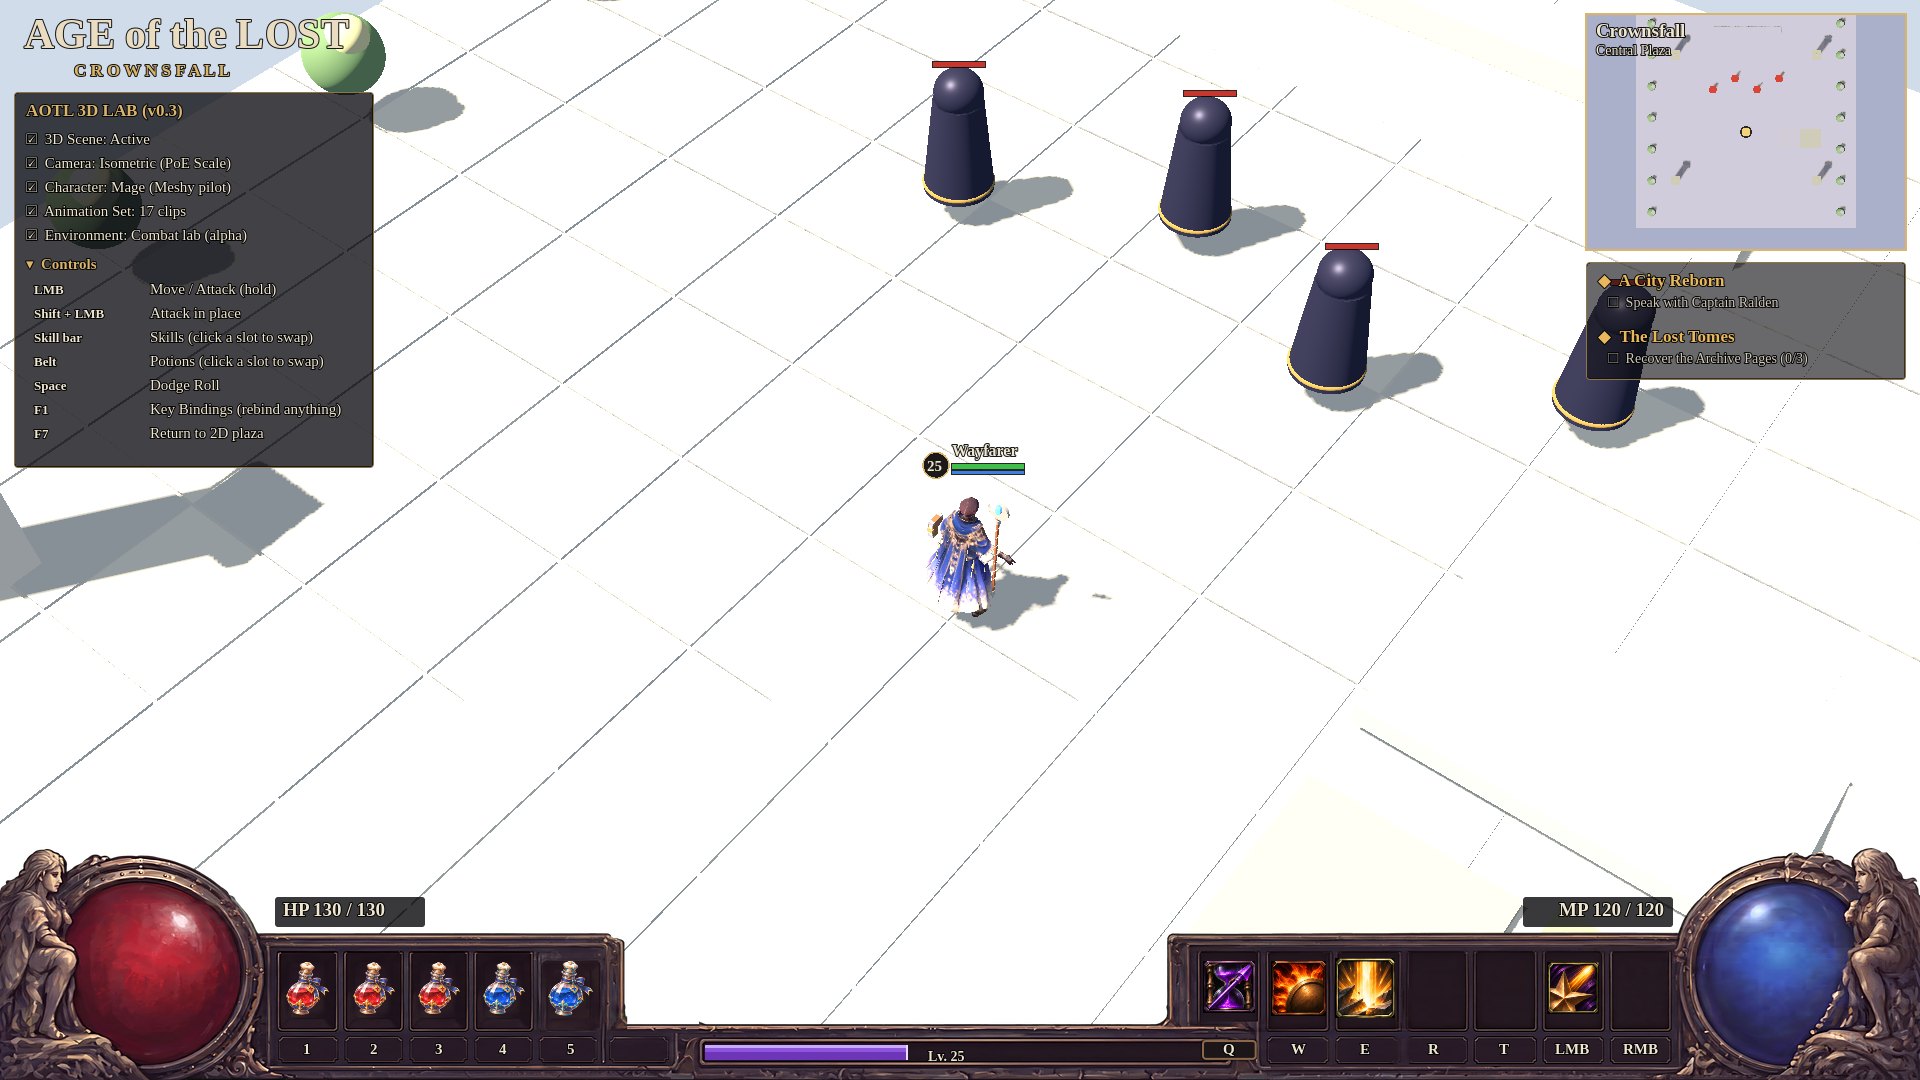 AGE of the LOST
CROWNSFALL
AOTL 3D LAB (v0.3)
3D Scene: Active
Camera: Isometric (PoE Scale)
Character: Mage (Meshy pilot)
Animation Set: 17 clips
Environment: Combat lab (alpha)
▼ Controls
LMB Move / Attack (hold)
Shift + LMB Attack in place
Skill bar Skills (click a slot to swap)
Belt Potions (click a slot to swap)
Space Dodge Roll
F1 Key Bindings (rebind anything)
F7 Return to 2D plaza
Crownsfall
Central Plaza
A City Reborn
Speak with Captain Ralden
The Lost Tomes
Recover the Archive Pages (0/3)
Wayfarer
25
HP 130 / 130
MP 120 / 120
1 2 3 4 5
Lv. 25
Q W E R T LMB RMB